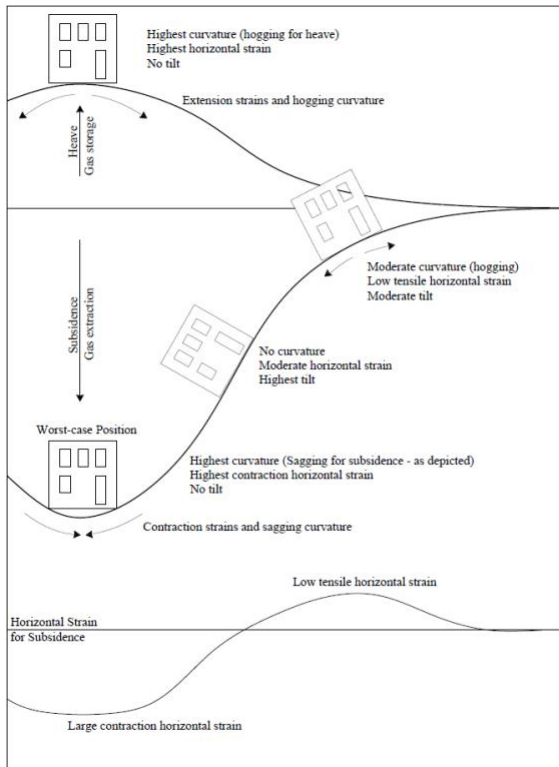 Highest curvature (hogging for heave)
Highest horizontal strain
No tilt
Extension strains and hogging curvature
Heave
Gas storage
Moderate curvature (hogging)
Low tensile horizontal strain
Moderate tilt
Subsidence
Gas extraction
No curvature
Moderate horizontal strain
Highest tilt
Worst-case Position
Highest curvature (Sagging for subsidence - as depicted)
Highest contraction horizontal strain
No tilt
Contraction strains and sagging curvature
Low tensile horizontal strain
Horizontal Strain
for Subsidence
Large contraction horizontal strain